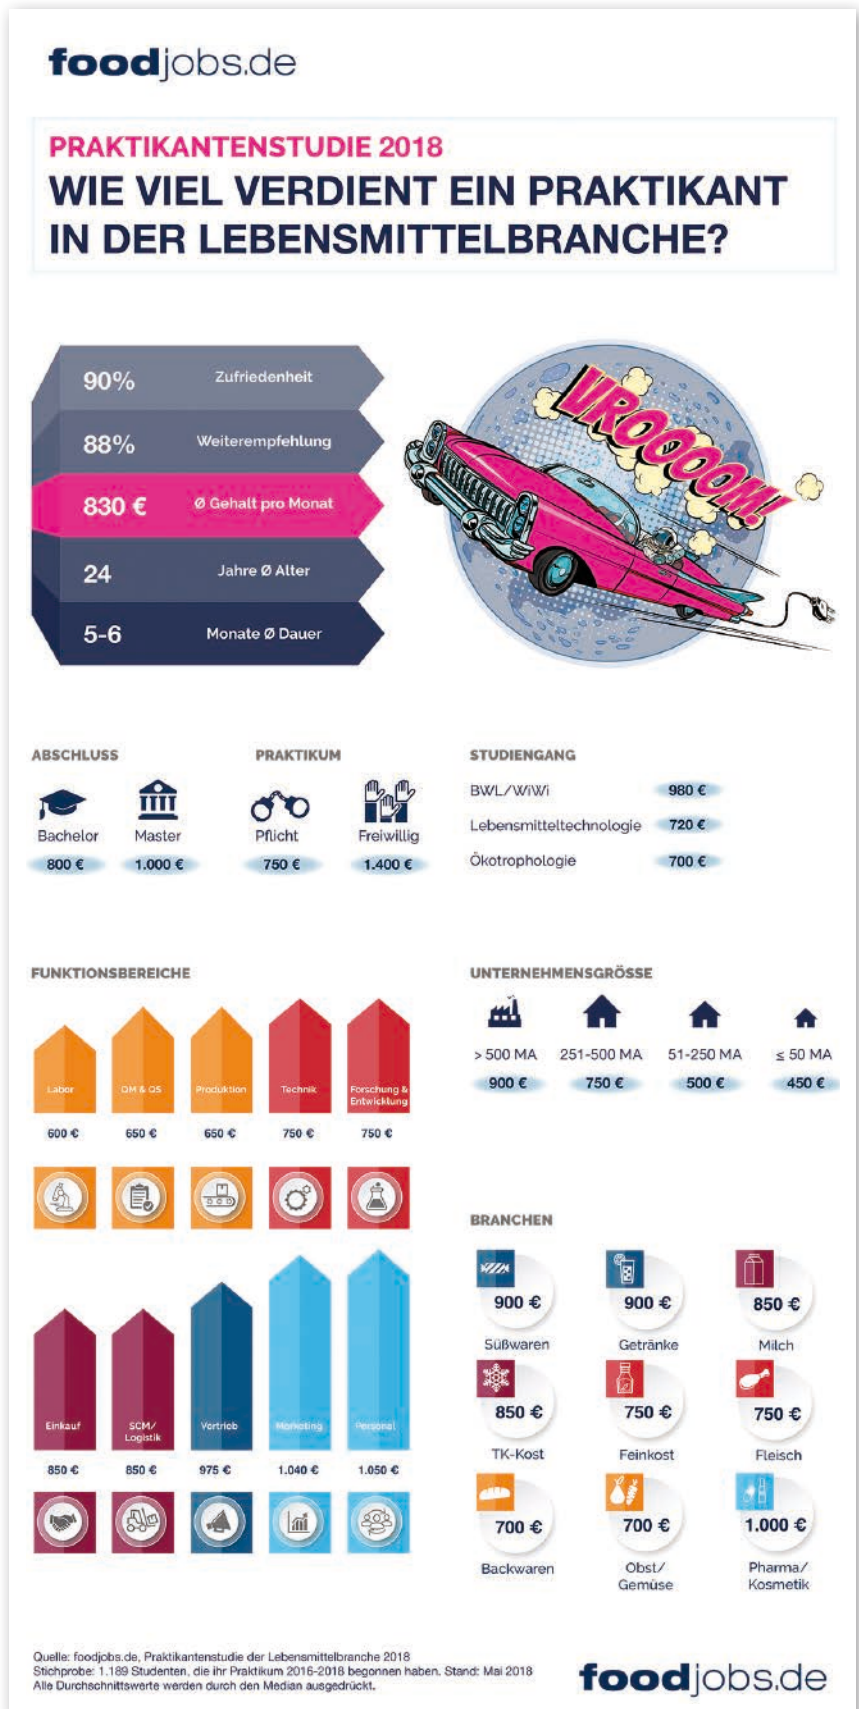 foodjobs.de
PRAKTIKANTENSTUDIE 2018
WIE VIEL VERDIENT EIN PRAKTIKANT
IN DER LEBENSMITTELBRANCHE?
90% Zufriedenheit
88% Weiterempfehlung
830 € Ø Gehalt pro Monat
24 Jahre Ø Alter
5-6 Monate Ø Dauer
VROOOOOM!
ABSCHLUSS
Bachelor Master
800 € 1.000 €
PRAKTIKUM
Pflicht Freiwillig
750 € 1.400 €
STUDIENGANG
BWL/WiWi 980 €
Lebensmitteltechnologie 720 €
Ökotrophologie 700 €
FUNKTIONSBEREICHE
Labor QM & QS Produktion Technik Forschung &
Entwicklung
600 € 650 € 650 € 750 € 750 €
Einkauf SCM/ Vertrieb Marketing Personal
Logistik
850 € 850 € 975 € 1.040 € 1.050 €
UNTERNEHMENSGRÖSSE
> 500 MA 251-500 MA 51-250 MA ≤ 50 MA
900 € 750 € 500 € 450 €
BRANCHEN
900 € 900 € 850 €
Süßwaren Getränke Milch
850 € 750 € 750 €
TK-Kost Feinkost Fleisch
700 € 700 € 1.000 €
Backwaren Obst/ Pharma/
Gemüse Kosmetik
Quelle: foodjobs.de, Praktikantenstudie der Lebensmittelbranche 2018
Stichprobe: 1.189 Studenten, die ihr Praktikum 2016-2018 begonnen haben. Stand: Mai 2018
Alle Durchschnittswerte werden durch den Median ausgedrückt.
foodjobs.de